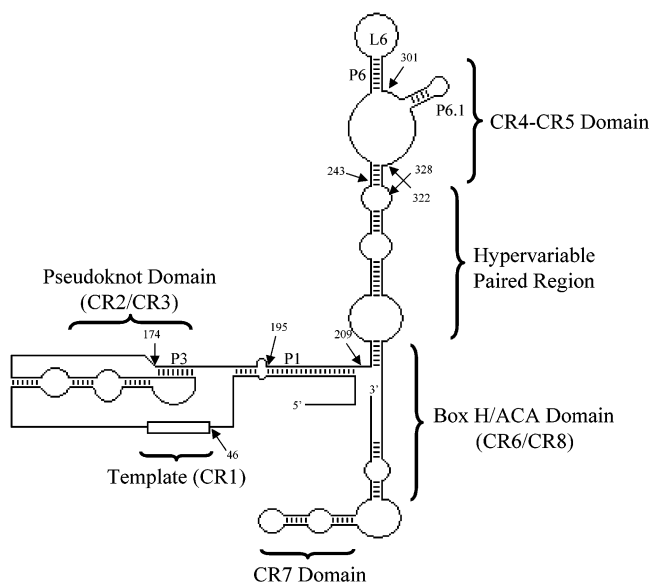 L6
301
P6
P6.1
CR4-CR5 Domain
243
328
322
Hypervariable
Paired Region
Pseudoknot Domain
(CR2/CR3)
174
P3
195
P1
209
5'
3'
Box H/ACA Domain
(CR6/CR8)
46
Template (CR1)
CR7 Domain